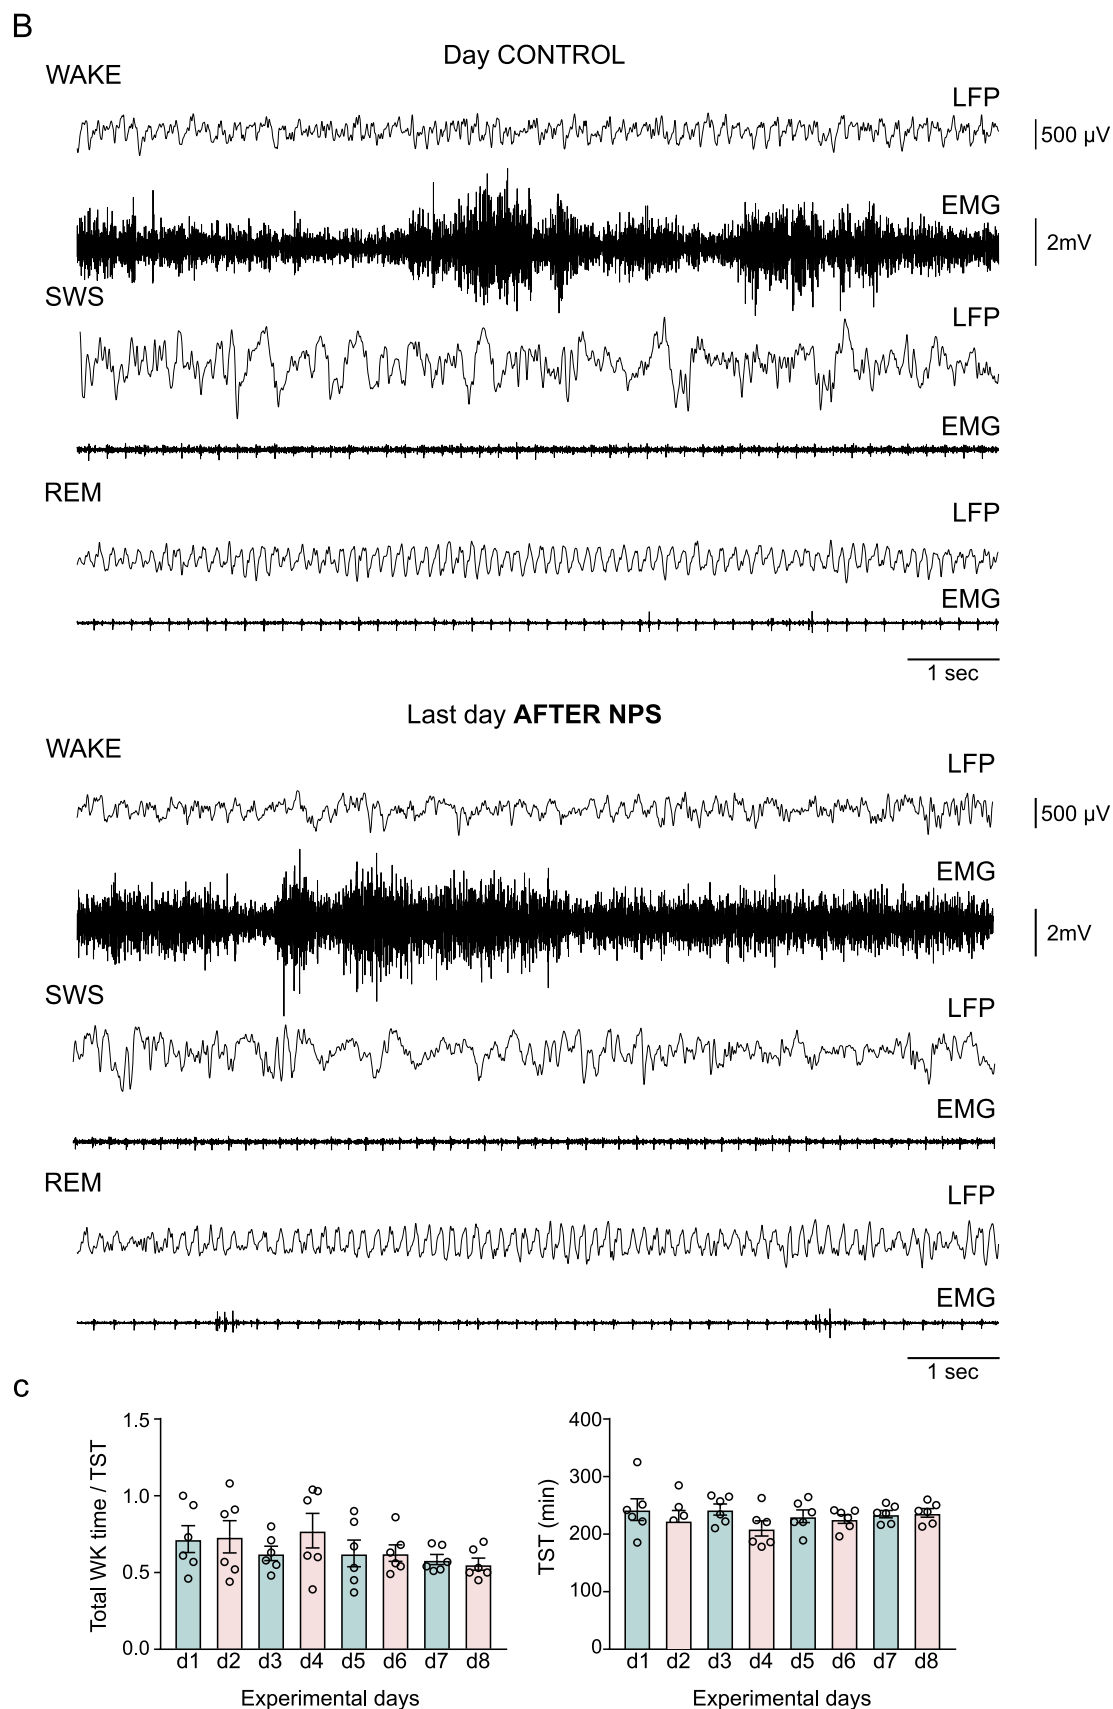 B
Day CONTROL
WAKE
LFP
500 µV
EMG
2mV
SWS
LFP
EMG
REM
LFP
EMG
1 sec
Last day AFTER NPS
WAKE
LFP
500 µV
EMG
2mV
SWS
LFP
EMG
REM
LFP
EMG
1 sec
c
Total WK time / TST
1.5
1.0
0.5
0.0
d1 d2 d3 d4 d5 d6 d7 d8
Experimental days
TST (min)
400
300
200
100
0
d1 d2 d3 d4 d5 d6 d7 d8
Experimental days